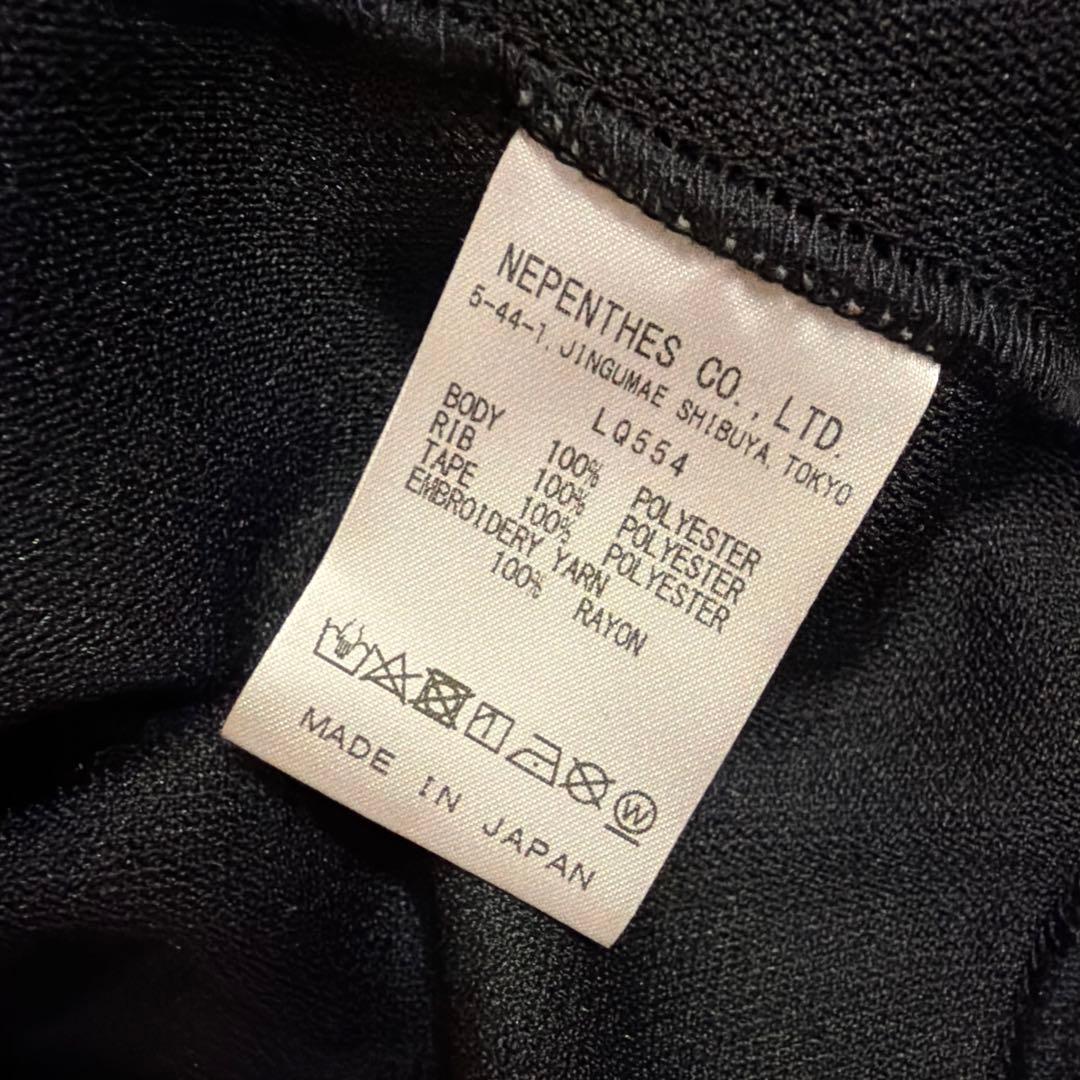 NEPENTHES CO., LTD.
5-44-1, JINGUMAE SHIBUYA, TOKYO
LQ554
BODY 100% POLYESTER
RIB 100% POLYESTER
TAPE 100% POLYESTER
EMBROIDERY YARN
100% RAYON
W
MADE IN JAPAN